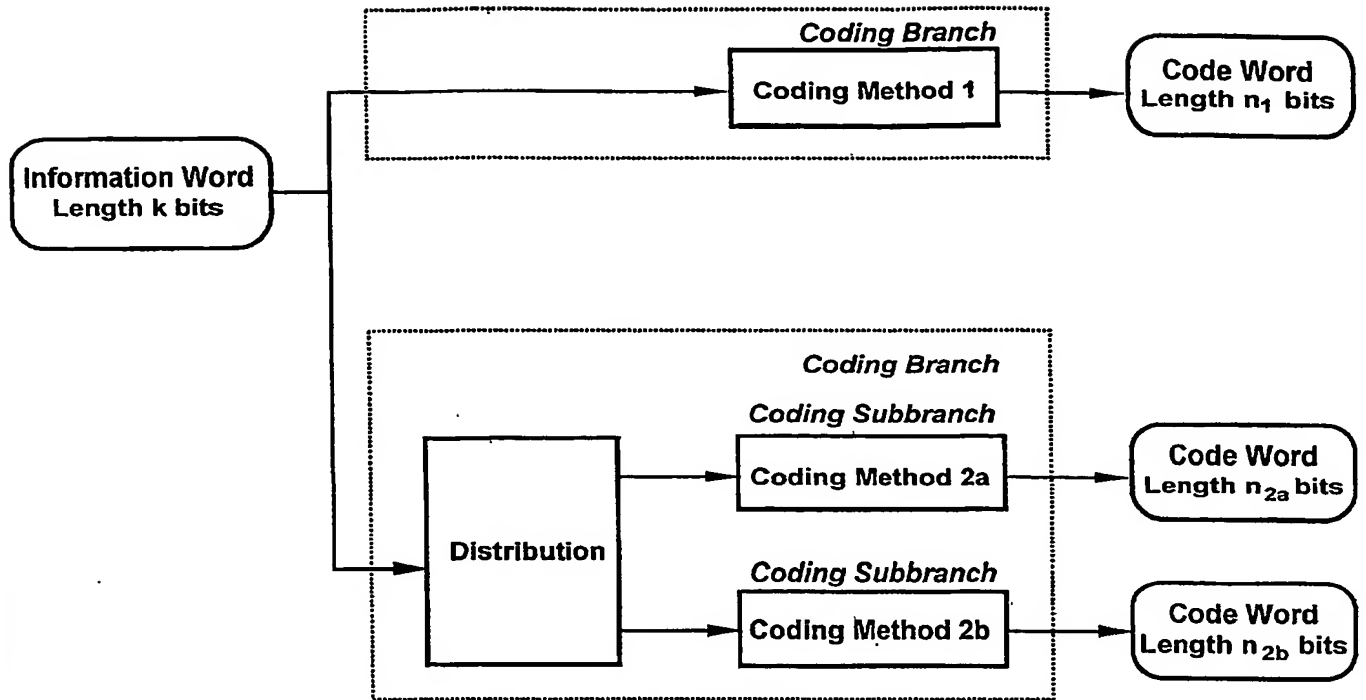 Coding Branch
Coding Method 1
Code Word
Length n₁ bits
Information Word
Length k bits
Coding Branch
Coding Subbranch
Coding Method 2a
Code Word
Length n₂ₐ bits
Distribution
Coding Subbranch
Coding Method 2b
Code Word
Length n_2b bits